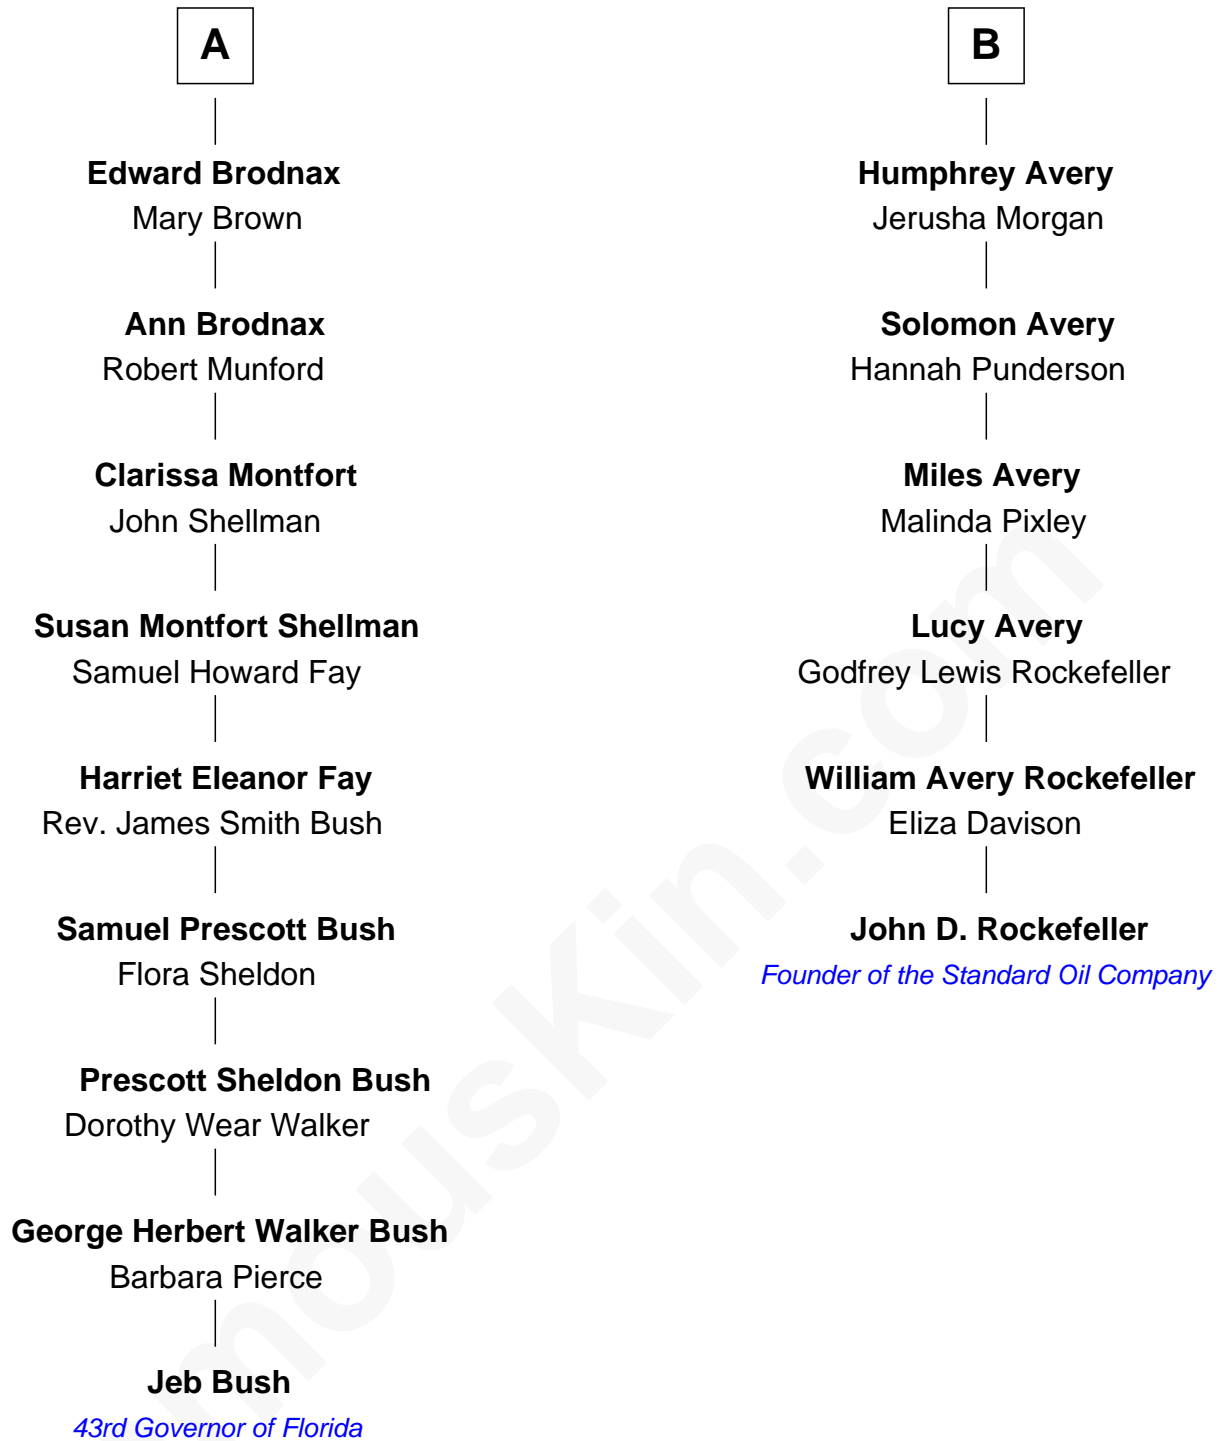 A
Edward Brodnax
Mary Brown
Ann Brodnax
Robert Munford
Clarissa Montfort
John Shellman
Susan Montfort Shellman
Samuel Howard Fay
Harriet Eleanor Fay
Rev. James Smith Bush
Samuel Prescott Bush
Flora Sheldon
Prescott Sheldon Bush
Dorothy Wear Walker
George Herbert Walker Bush
Barbara Pierce
Jeb Bush
43rd Governor of Florida
B
Humphrey Avery
Jerusha Morgan
Solomon Avery
Hannah Punderson
Miles Avery
Malinda Pixley
Lucy Avery
Godfrey Lewis Rockefeller
William Avery Rockefeller
Eliza Davison
John D. Rockefeller
Founder of the Standard Oil Company
mousKin.com